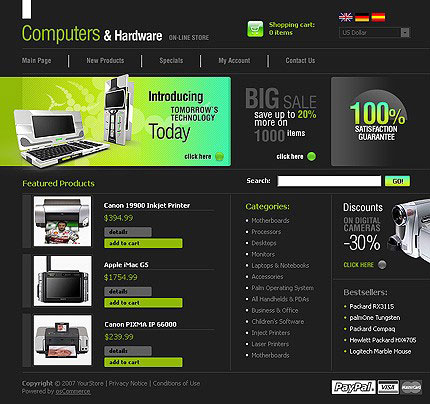 Computers & Hardware ON-LINE STORE
Shopping cart:
0 items
US Dollar
Main Page
New Products
Specials
My Account
Contact Us
Introducing
TOMORROW'S
TECHNOLOGY
Today
click here
BIG SALE
save up to 20%
more on
1000 items
click here
100%
SATISFACTION
GUARANTEE
Featured Products
Search:
GO!
Canon 19900 Inkjet Printer
$394.99
details
add to cart
Apple iMac G5
$1754.99
details
add to cart
Canon PIXMA IP 66000
$239.99
details
add to cart
Categories:
Motherboards
Processors
Desktops
Monitors
Laptops & Notebooks
Accessories
Palm Operating System
All Handhelds & PDAs
Business & Office
Children's Software
Inject Printers
Laser Printers
Motherboards
Discounts
ON DIGITAL
CAMERAS
-30%
CLICK HERE
Bestsellers:
Packard RX3115
palmOne Tungsten
Packard Compaq
Hewlett Packard HX4705
Logitech Marble Mouse
Copyright © 2007 YourStore | Privacy Notice | Conditions of Use
Powered by osCommerce.
PayPal
VISA
MasterCard